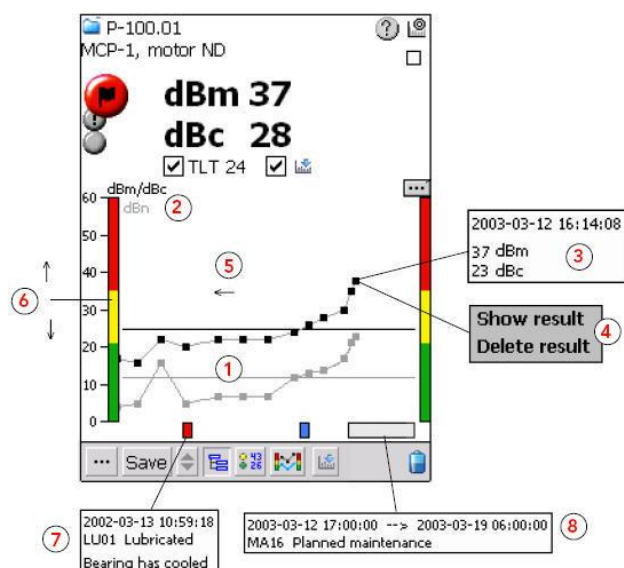 P-100.01
MCP-1, motor ND
dBm 37
dBc 28
TLT 24
dBm/dBc
dBn
2
60
50
40
30
20
10
0
5
6
1
2003-03-12 16:14:08
37 dBm
23 dBc
3
Show result
Delete result
4
... Save 43 26
7
2002-03-13 10:59:18
LU01 Lubricated
Bearing has cooled
2003-03-12 17:00:00 --> 2003-03-19 06:00:00
MA16 Planned maintenance
8